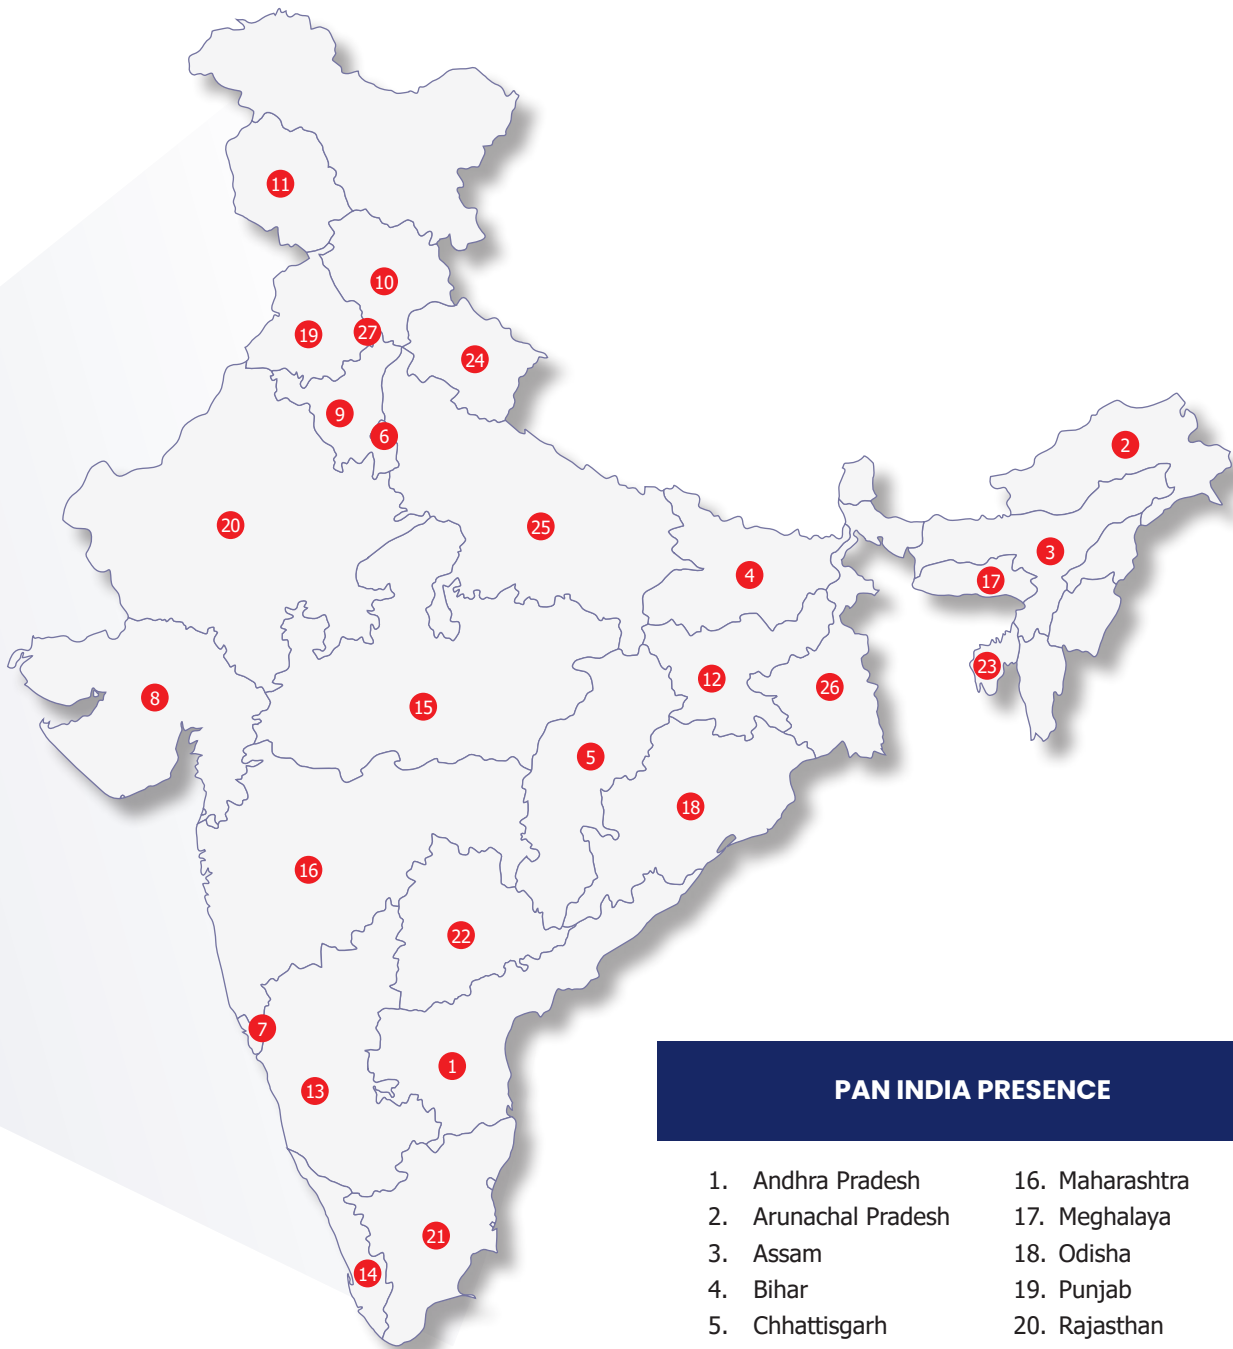 11
10
19
27
24
9
6
2
20
25
3
4
17
23
12
26
8
15
5
18
16
22
7
1
13
21
14
PAN INDIA PRESENCE
1. Andhra Pradesh
2. Arunachal Pradesh
3. Assam
4. Bihar
5. Chhattisgarh
16. Maharashtra
17. Meghalaya
18. Odisha
19. Punjab
20. Rajasthan